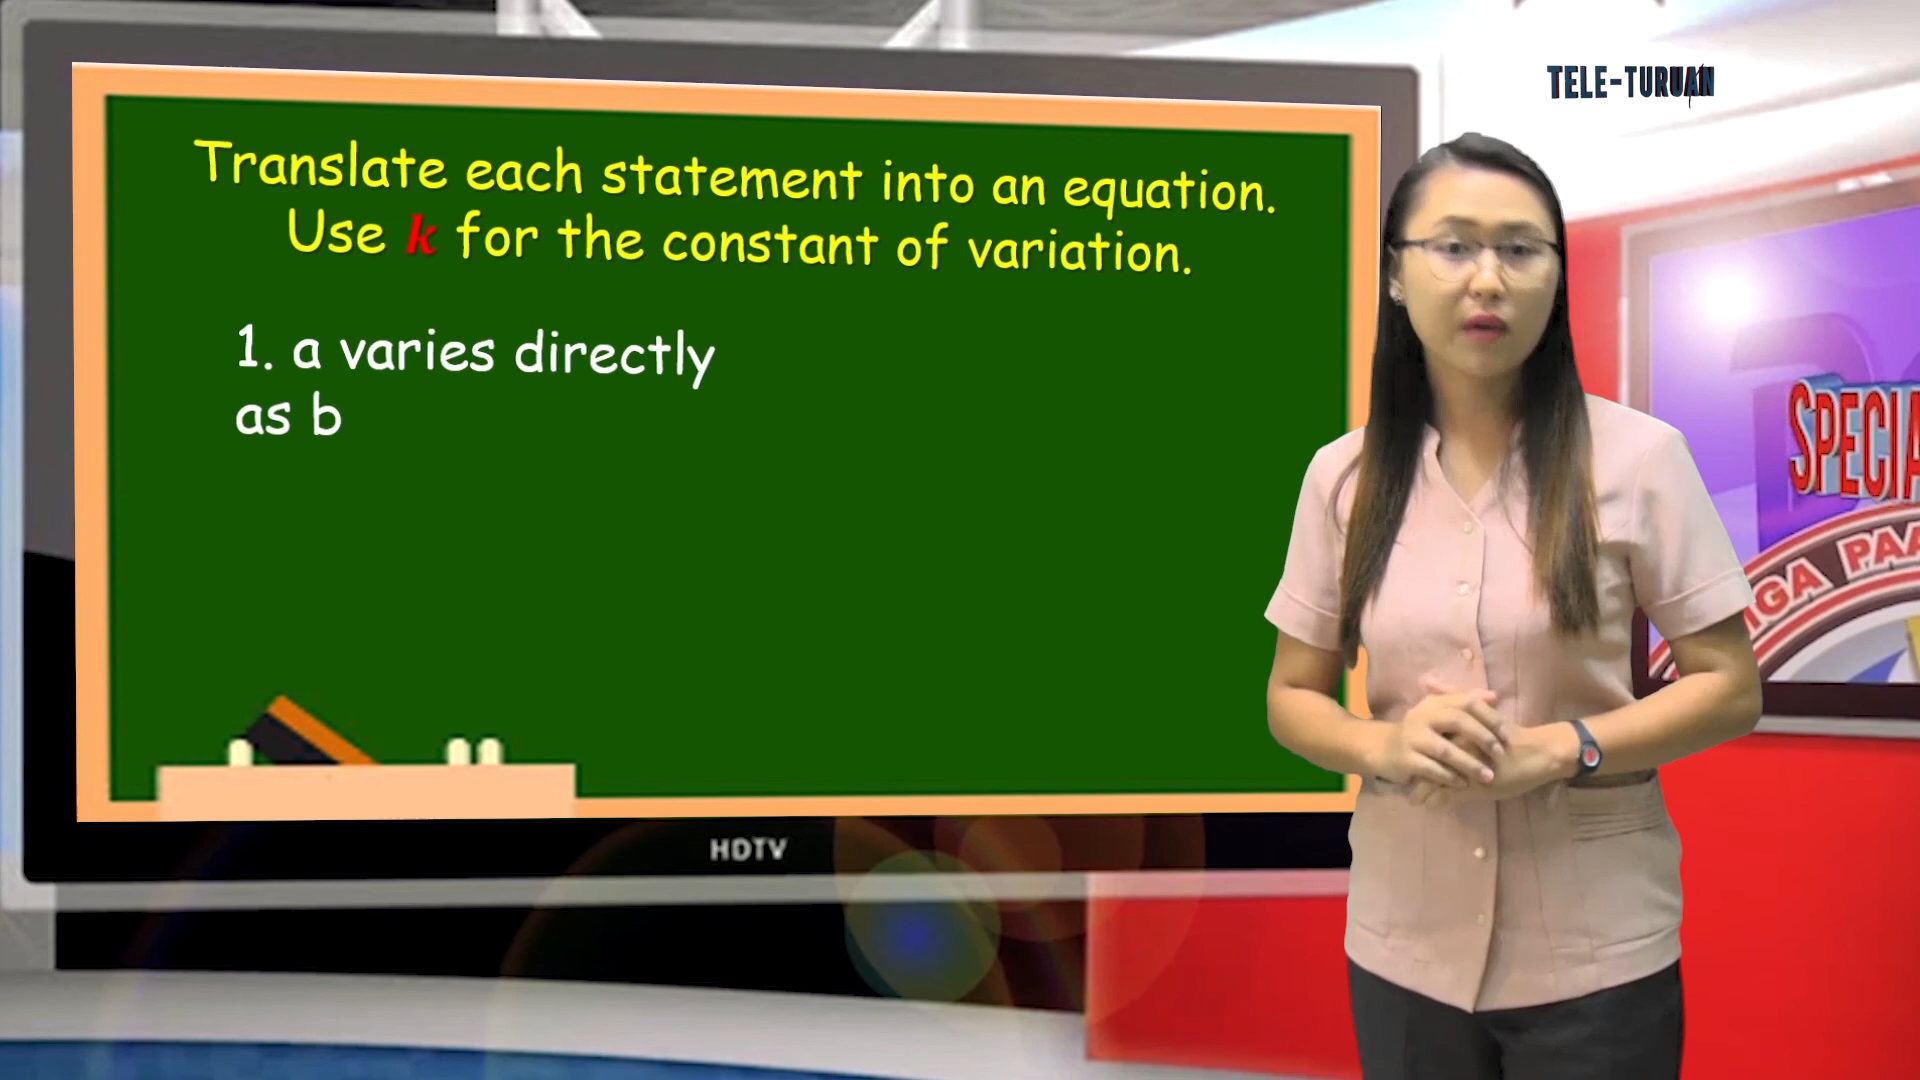 TELE-TURUAN
Translate each statement into an equation.
Use k for the constant of variation.
1. a varies directly
as b
SPECIA
GA PAA
HDTV